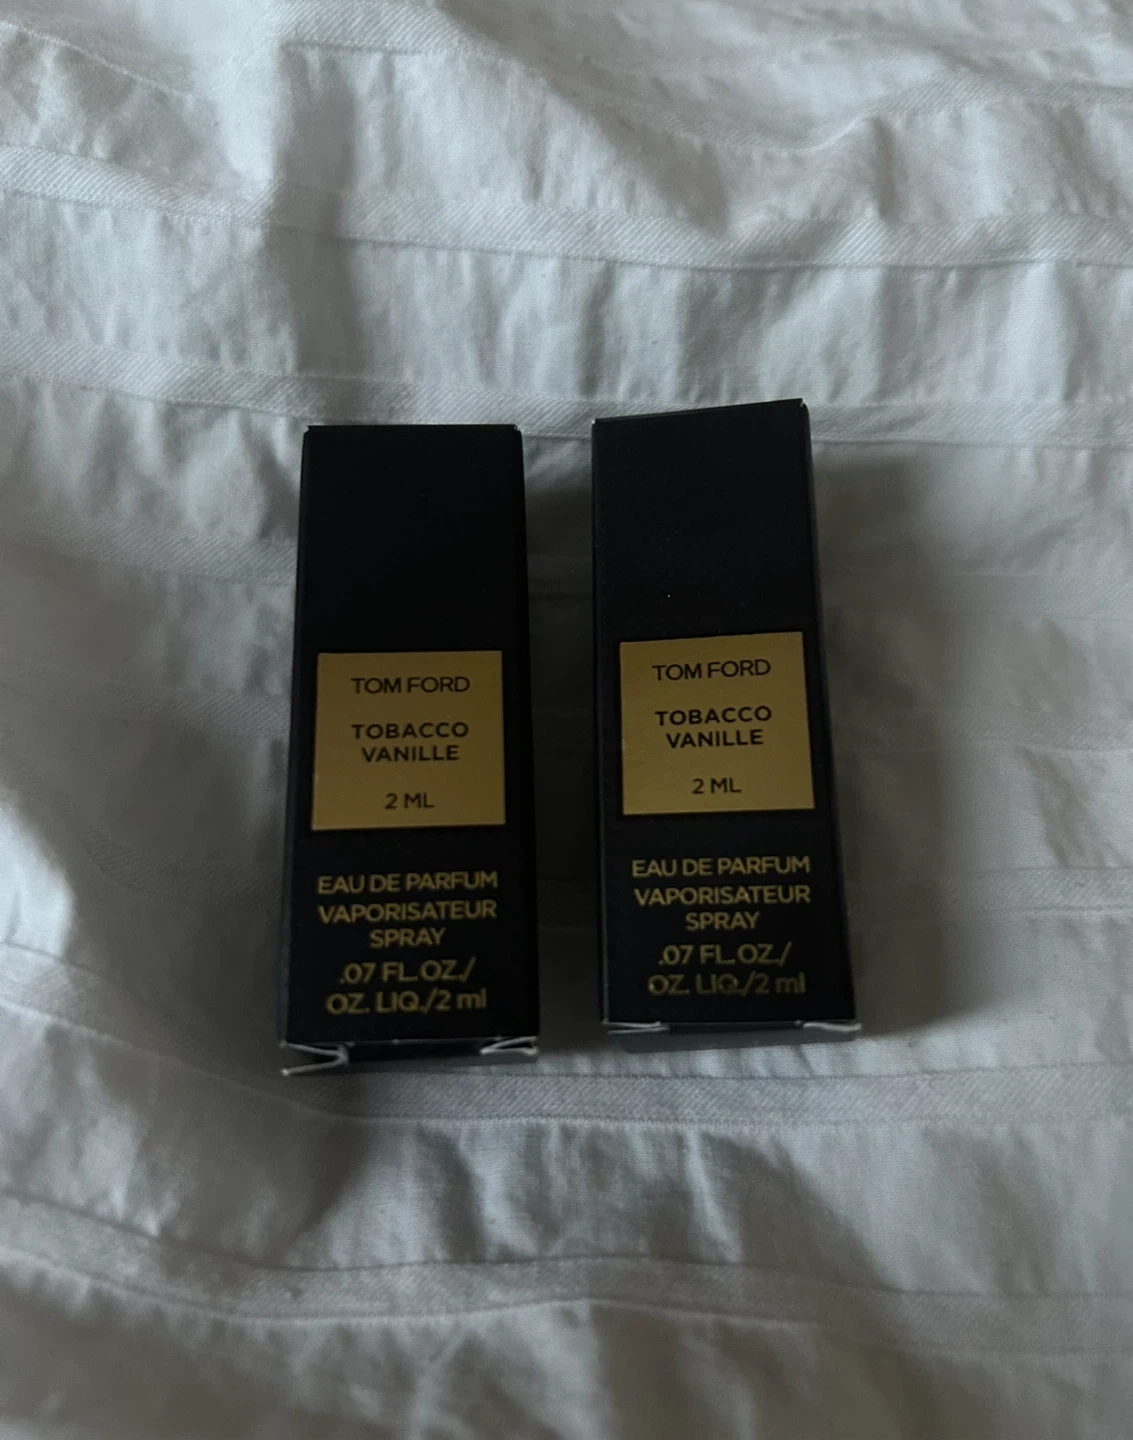 TOM FORD
TOBACCO
VANILLE
2 ML
EAU DE PARFUM
VAPORISATEUR
SPRAY
.07 FL.OZ./
OZ. LIQ./2 ml
TOM FORD
TOBACCO
VANILLE
2 ML
EAU DE PARFUM
VAPORISATEUR
SPRAY
.07 FL.OZ./
OZ. LIQ./2 ml